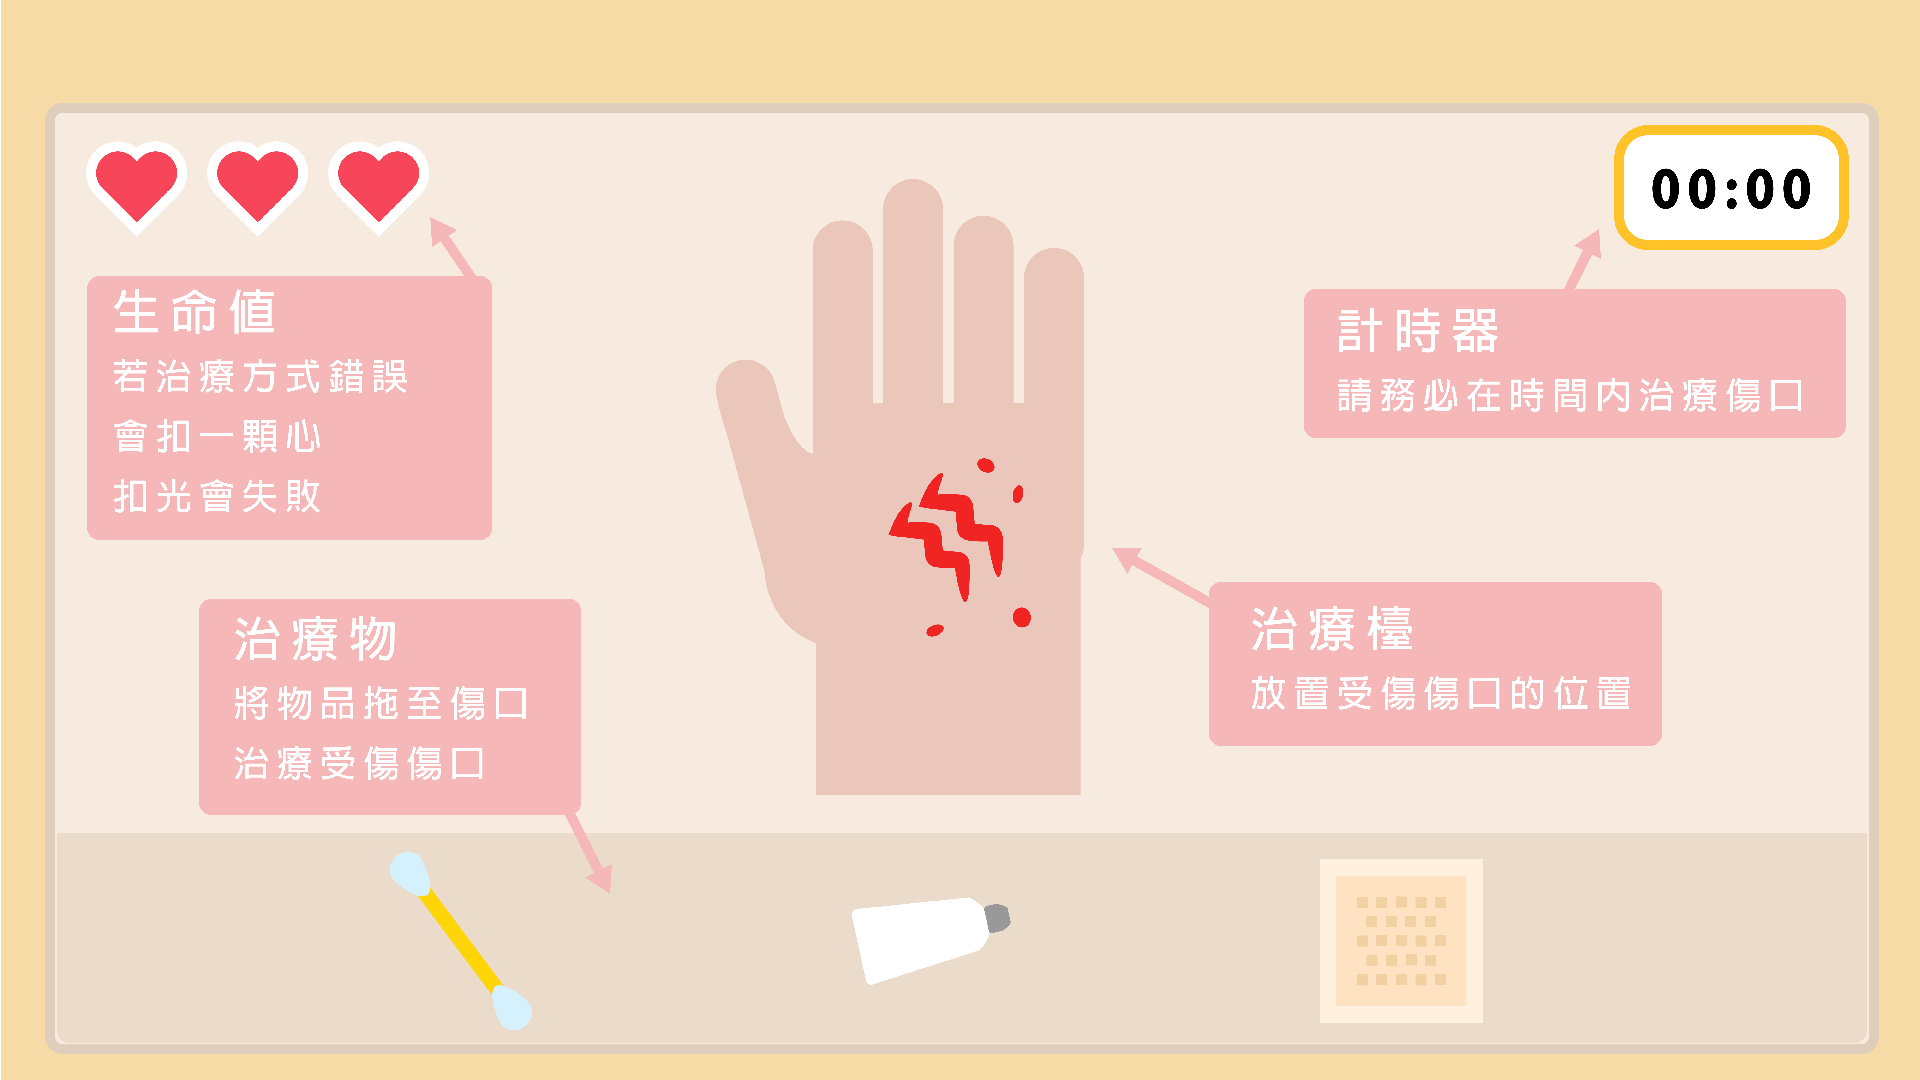 00:00
生命值
若治療方式錯誤
會扣一顆心
扣光會失敗
計時器
請務必在時間內治療傷口
治療物
將物品拖至傷口
治療受傷傷口
治療檯
放置受傷傷口的位置